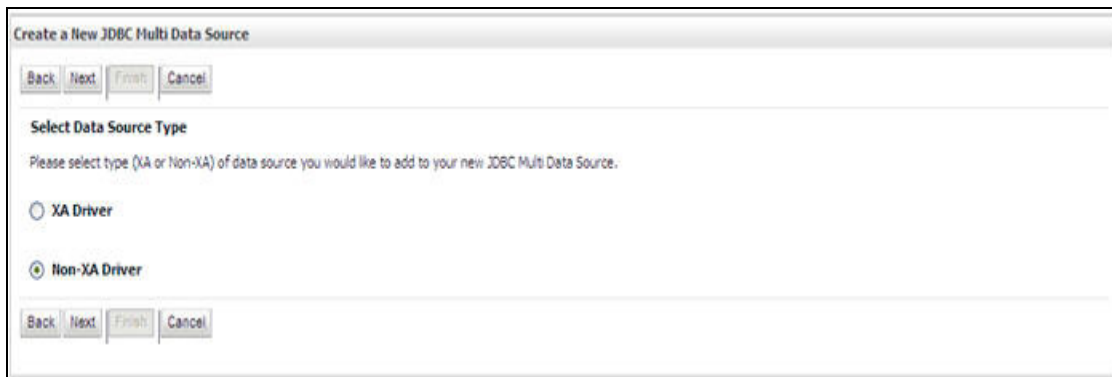 Create a New JDBC Multi Data Source
Back Next Finish Cancel
Select Data Source Type
Please select type (XA or Non-XA) of data source you would like to add to your new JDBC Multi Data Source.
XA Driver
Non-XA Driver
Back Next Finish Cancel